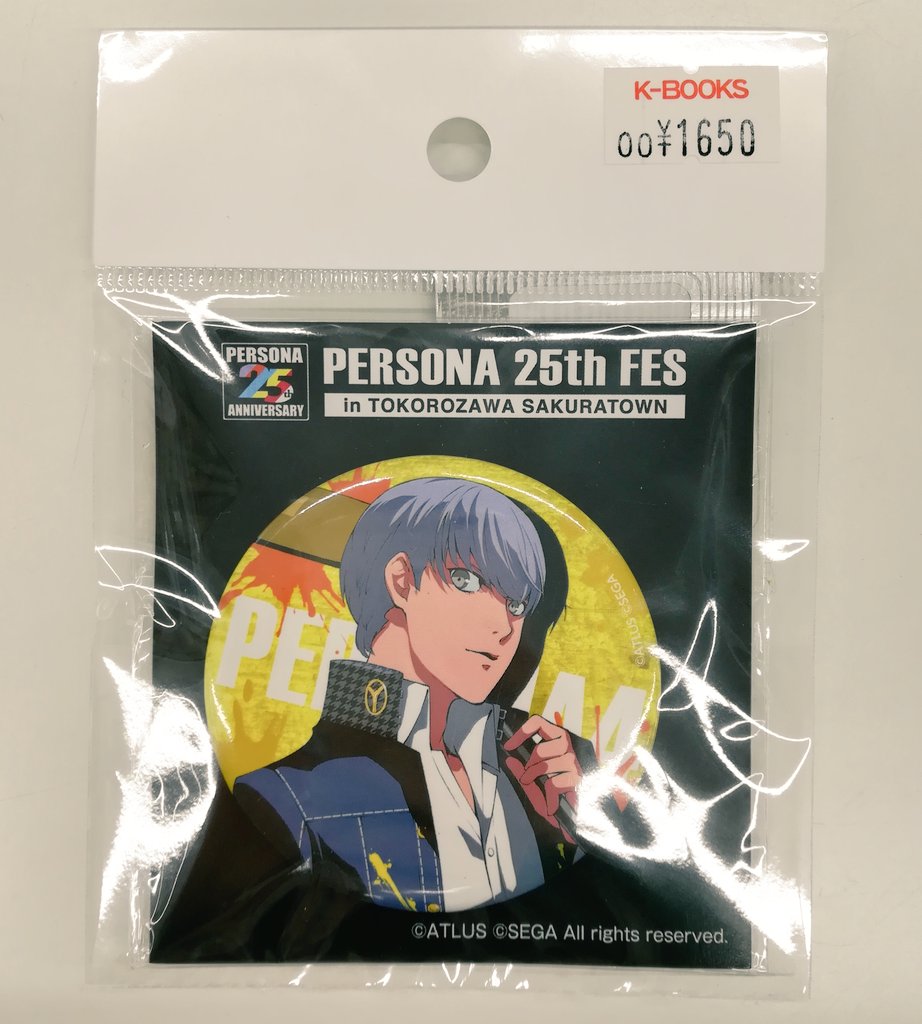 K-BOOKS
00¥1650
PERSONA
25th
ANNIVERSARY
PERSONA 25th FES
in TOKOROZAWA SAKURATOWN
©ATLUS ©SEGA
©ATLUS ©SEGA All rights reserved.